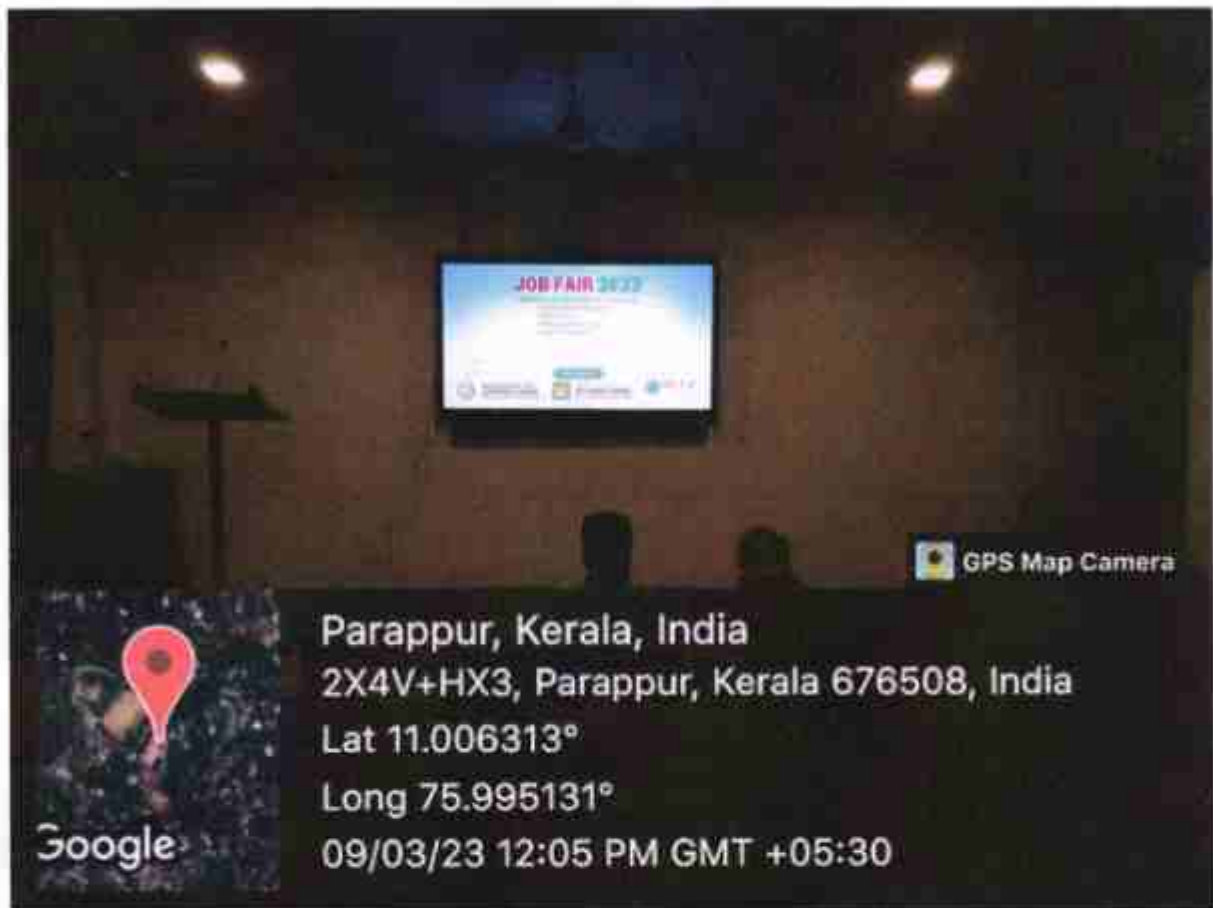 JOB FAIR 2023
GPS Map Camera
Parappur, Kerala, India
2X4V+HX3, Parappur, Kerala 676508, India
Lat 11.006313°
Long 75.995131°
09/03/23 12:05 PM GMT +05:30
Google